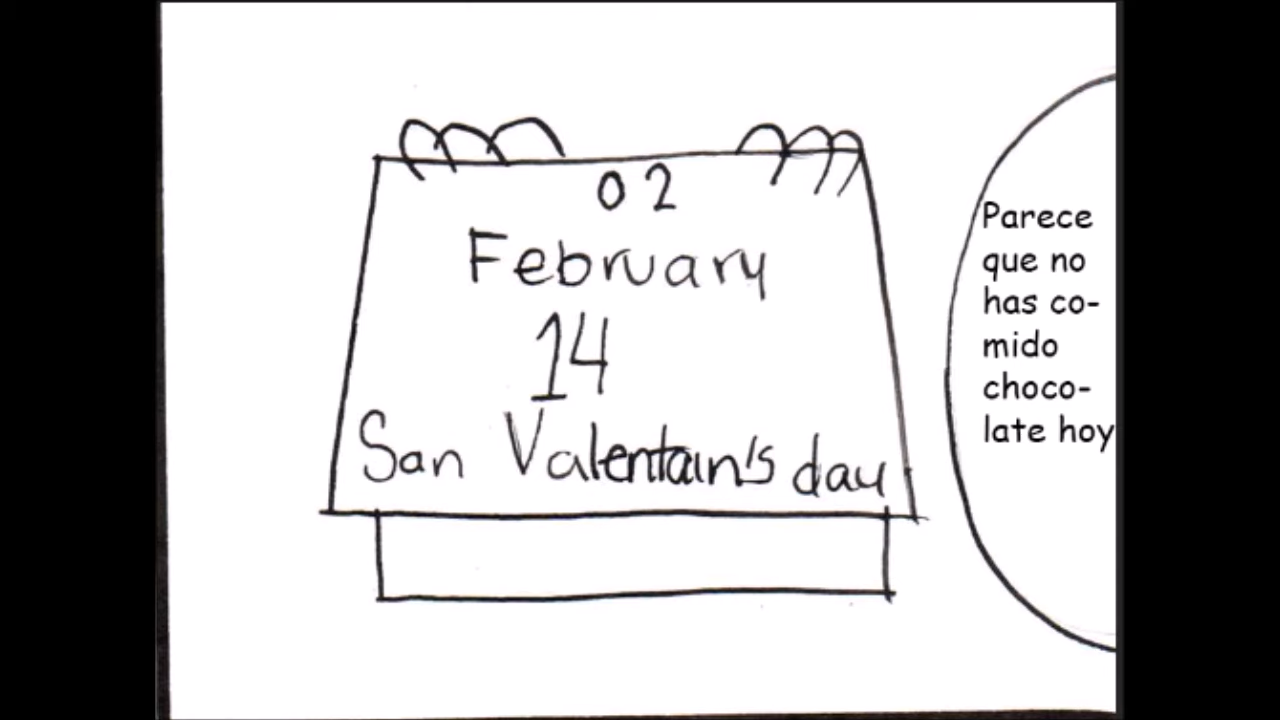 02
February
14
San Valentain's day
Parece
que no
has co-
mido
choco-
late hoy